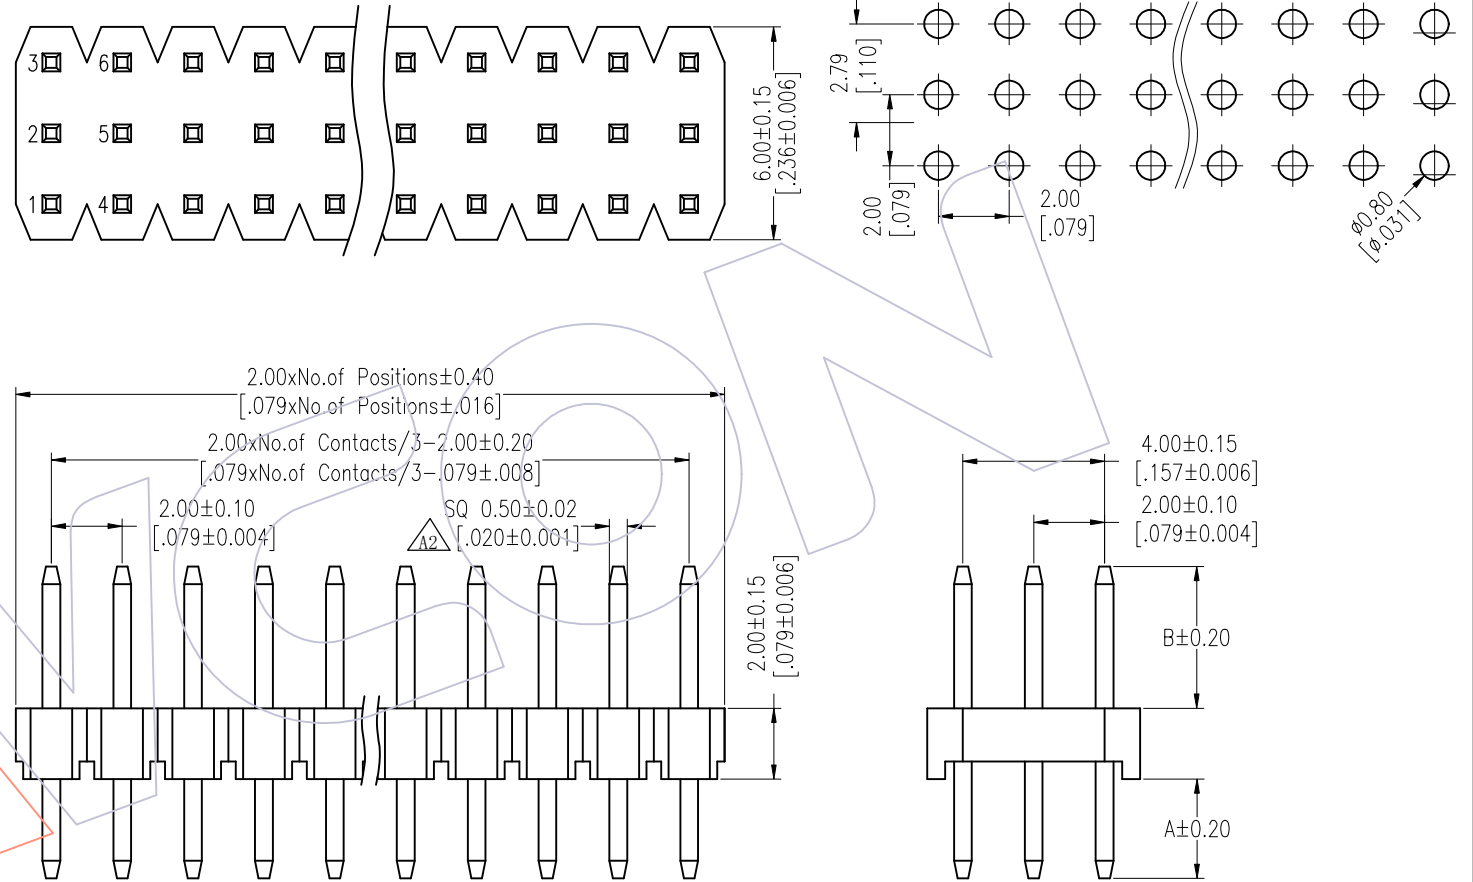 3 6
2 5
1 4
6.00±0.15
[.236±0.006]
2.79
[.110]
2.00
[.079]
2.00
[.079]
ø0.80
[ø.031]
2.00xNo.of Positions±0.40
[.079xNo.of Positions±.016]
2.00xNo.of Contacts/3-2.00±0.20
[.079xNo.of Contacts/3-.079±.008]
2.00±0.10
[.079±0.004]
SQ 0.50±0.02
[.020±0.001]
A2
2.00±0.15
[.079±0.006]
4.00±0.15
[.157±0.006]
2.00±0.10
[.079±0.004]
B±0.20
A±0.20
WCON